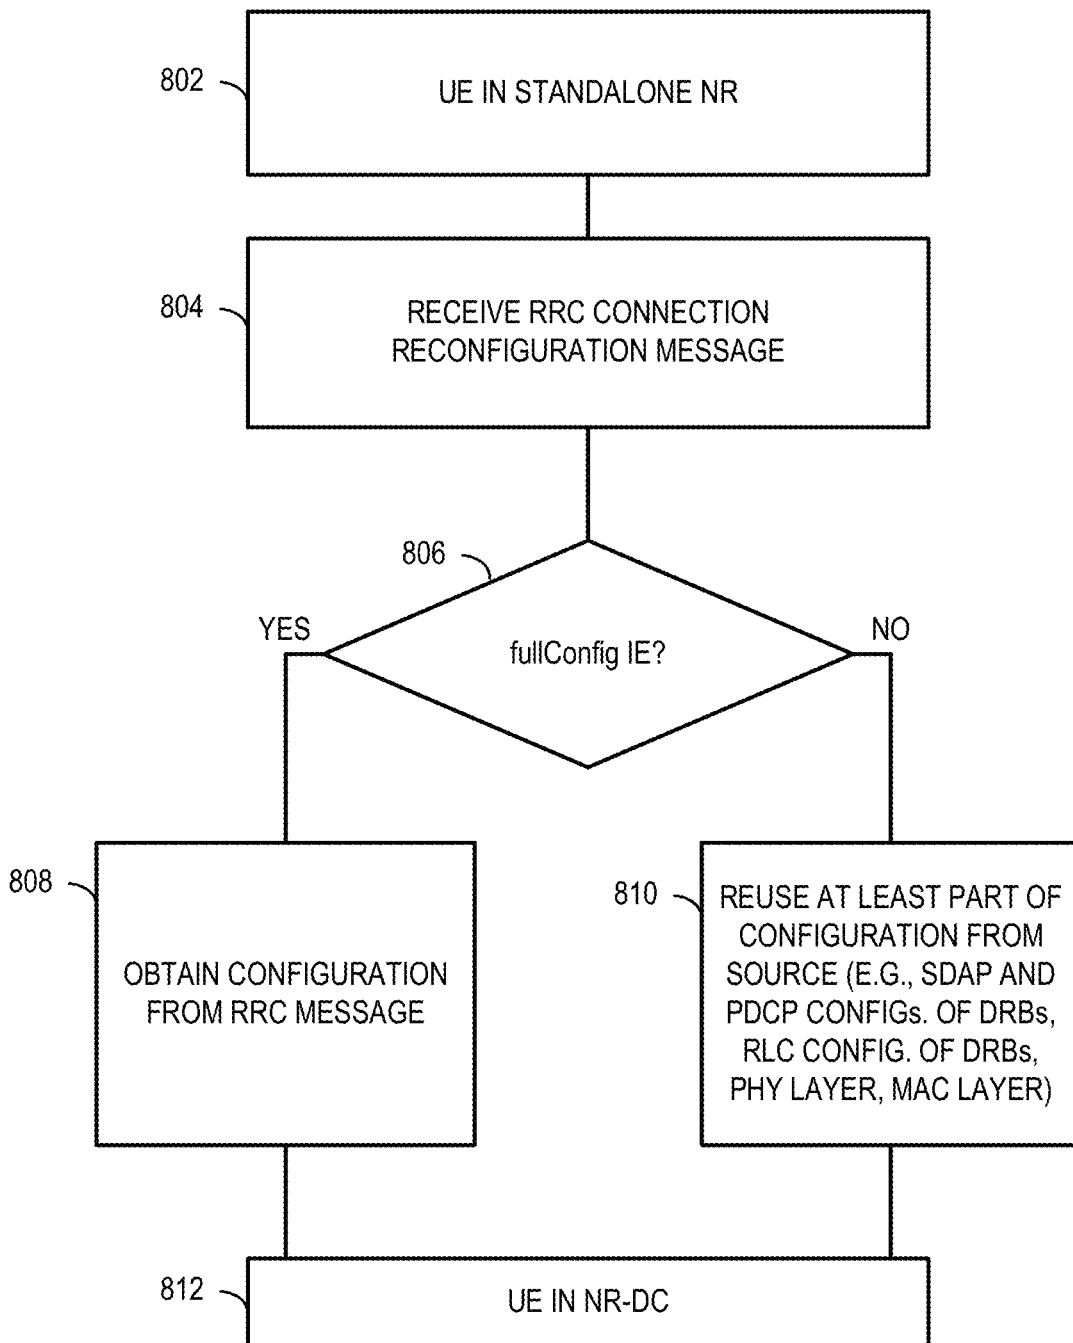 802
UE IN STANDALONE NR
804
RECEIVE RRC CONNECTION
RECONFIGURATION MESSAGE
806
YES
fullConfig IE?
NO
808
OBTAIN CONFIGURATION
FROM RRC MESSAGE
810
REUSE AT LEAST PART OF
CONFIGURATION FROM
SOURCE (E.G., SDAP AND
PDCP CONFIGs. OF DRBs,
RLC CONFIG. OF DRBs,
PHY LAYER, MAC LAYER)
812
UE IN NR-DC